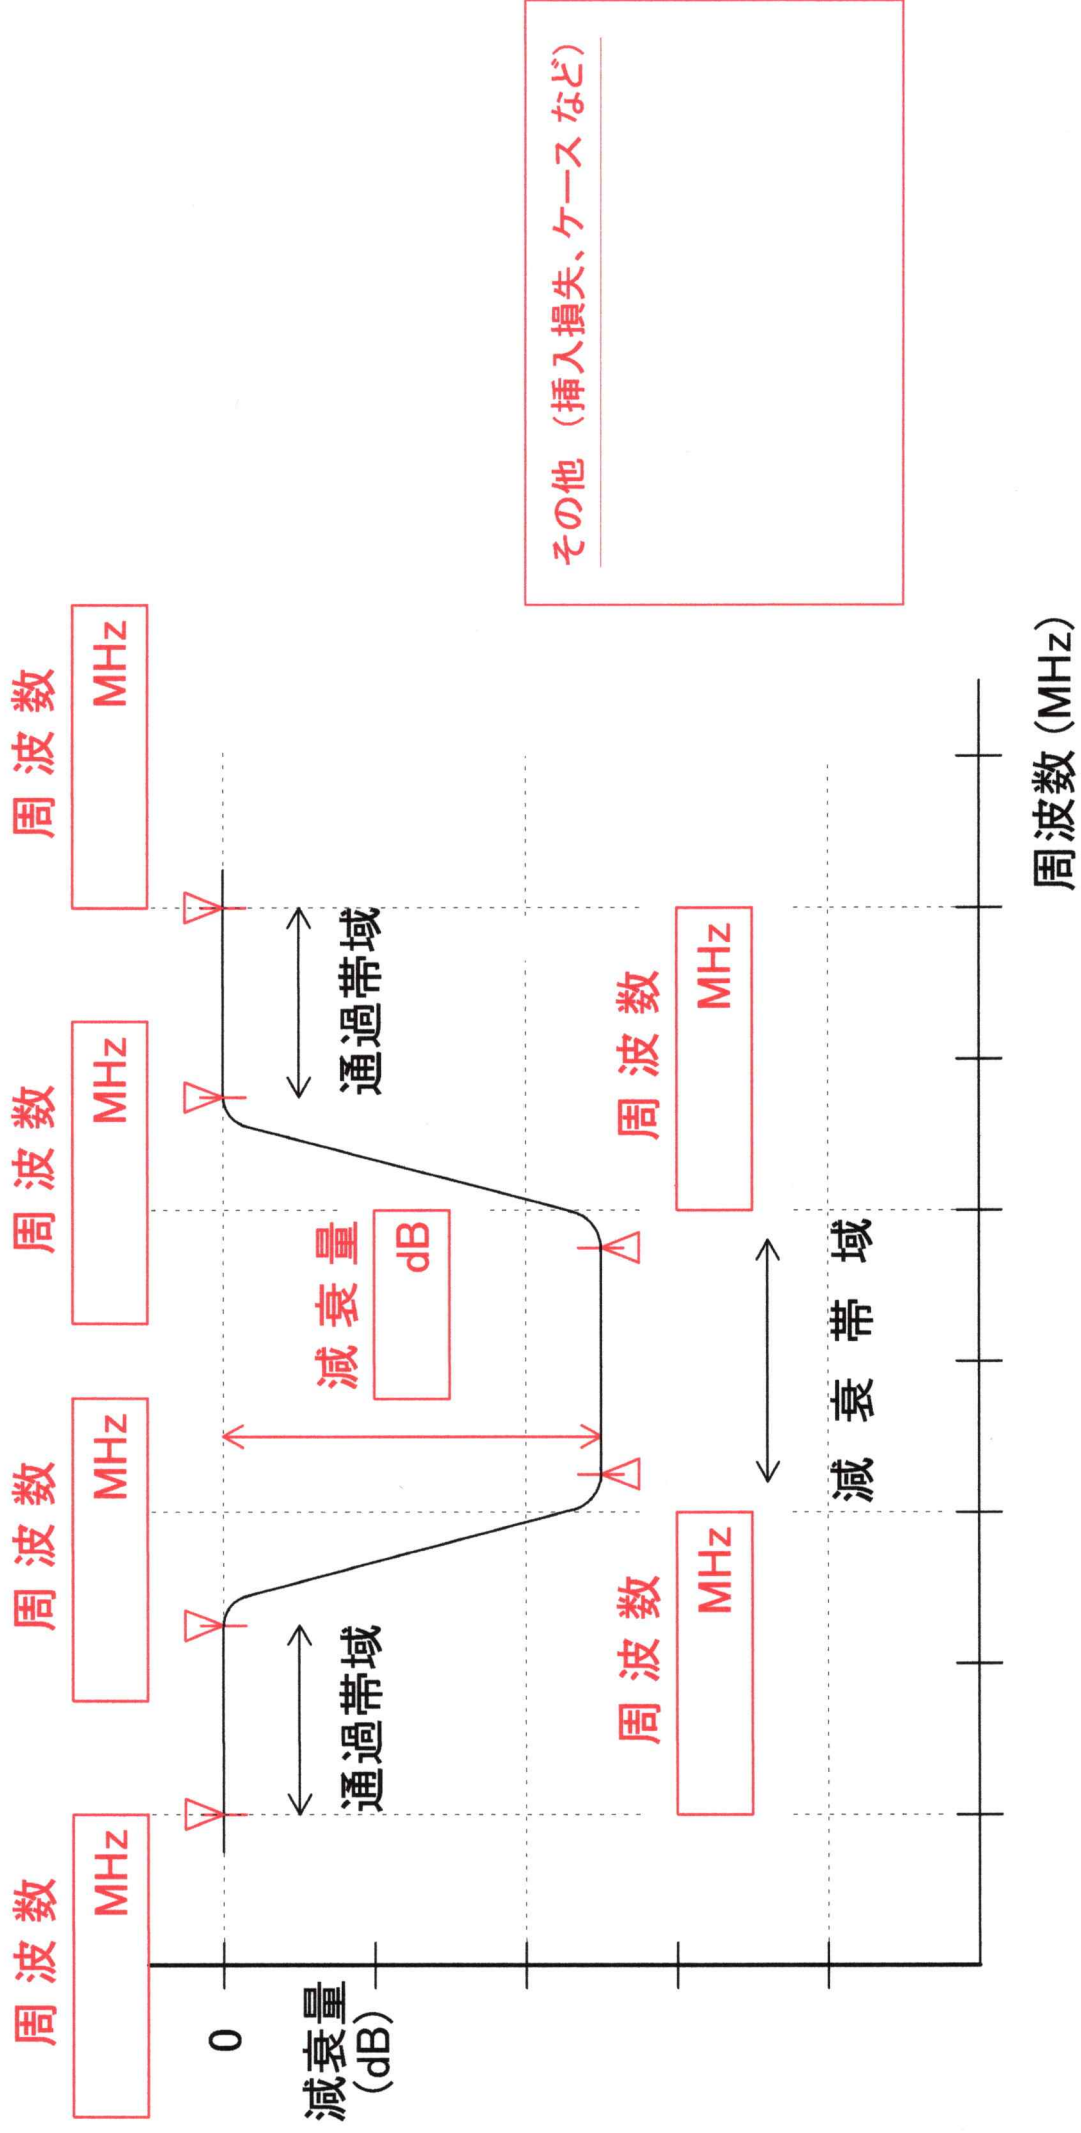 周波数
MHz
周波数
MHz
周波数
MHz
周波数
MHz
0
減衰量
(dB)
通過帯域
減衰量
dB
通過帯域
その他 (挿入損失、ケース など)
周波数
MHz
周波数
MHz
減衰帯域
周波数 (MHz)